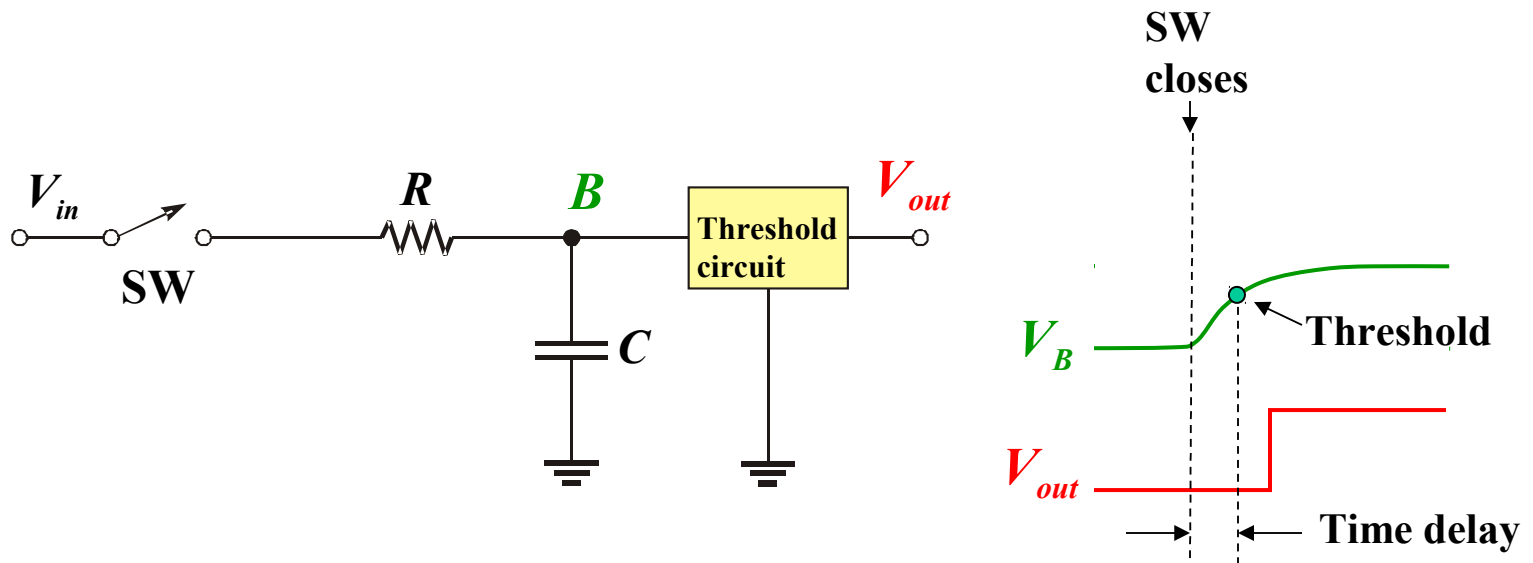 SW
closes
V_in
R
B
V_out
Threshold
circuit
SW
C
V_B
Threshold
V_out
Time delay